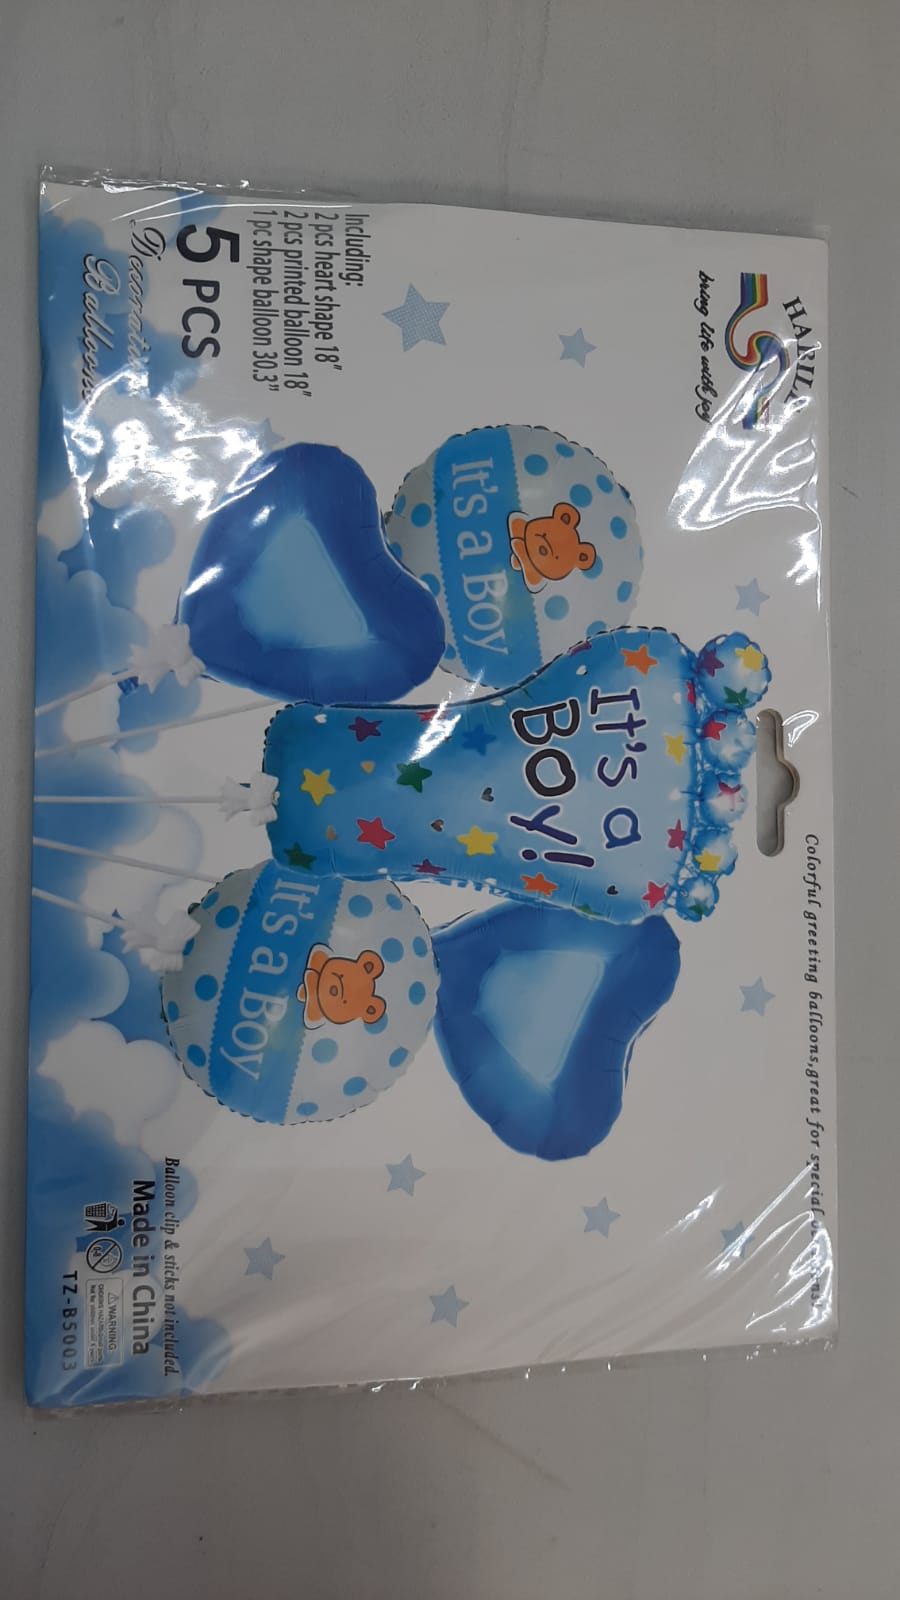 bring life with joy
Colorful greeting balloons,great for special
Including:
2 pcs heart shape 18"
2 pcs printed balloon 18"
1 pc shape balloon 30.3"
5 PCS
Decorative
Balloons
It's a Boy
It's a
Boy!
It's a Boy
Balloon clip & sticks not included.
Made in China
WARNING:
TZ-B5003